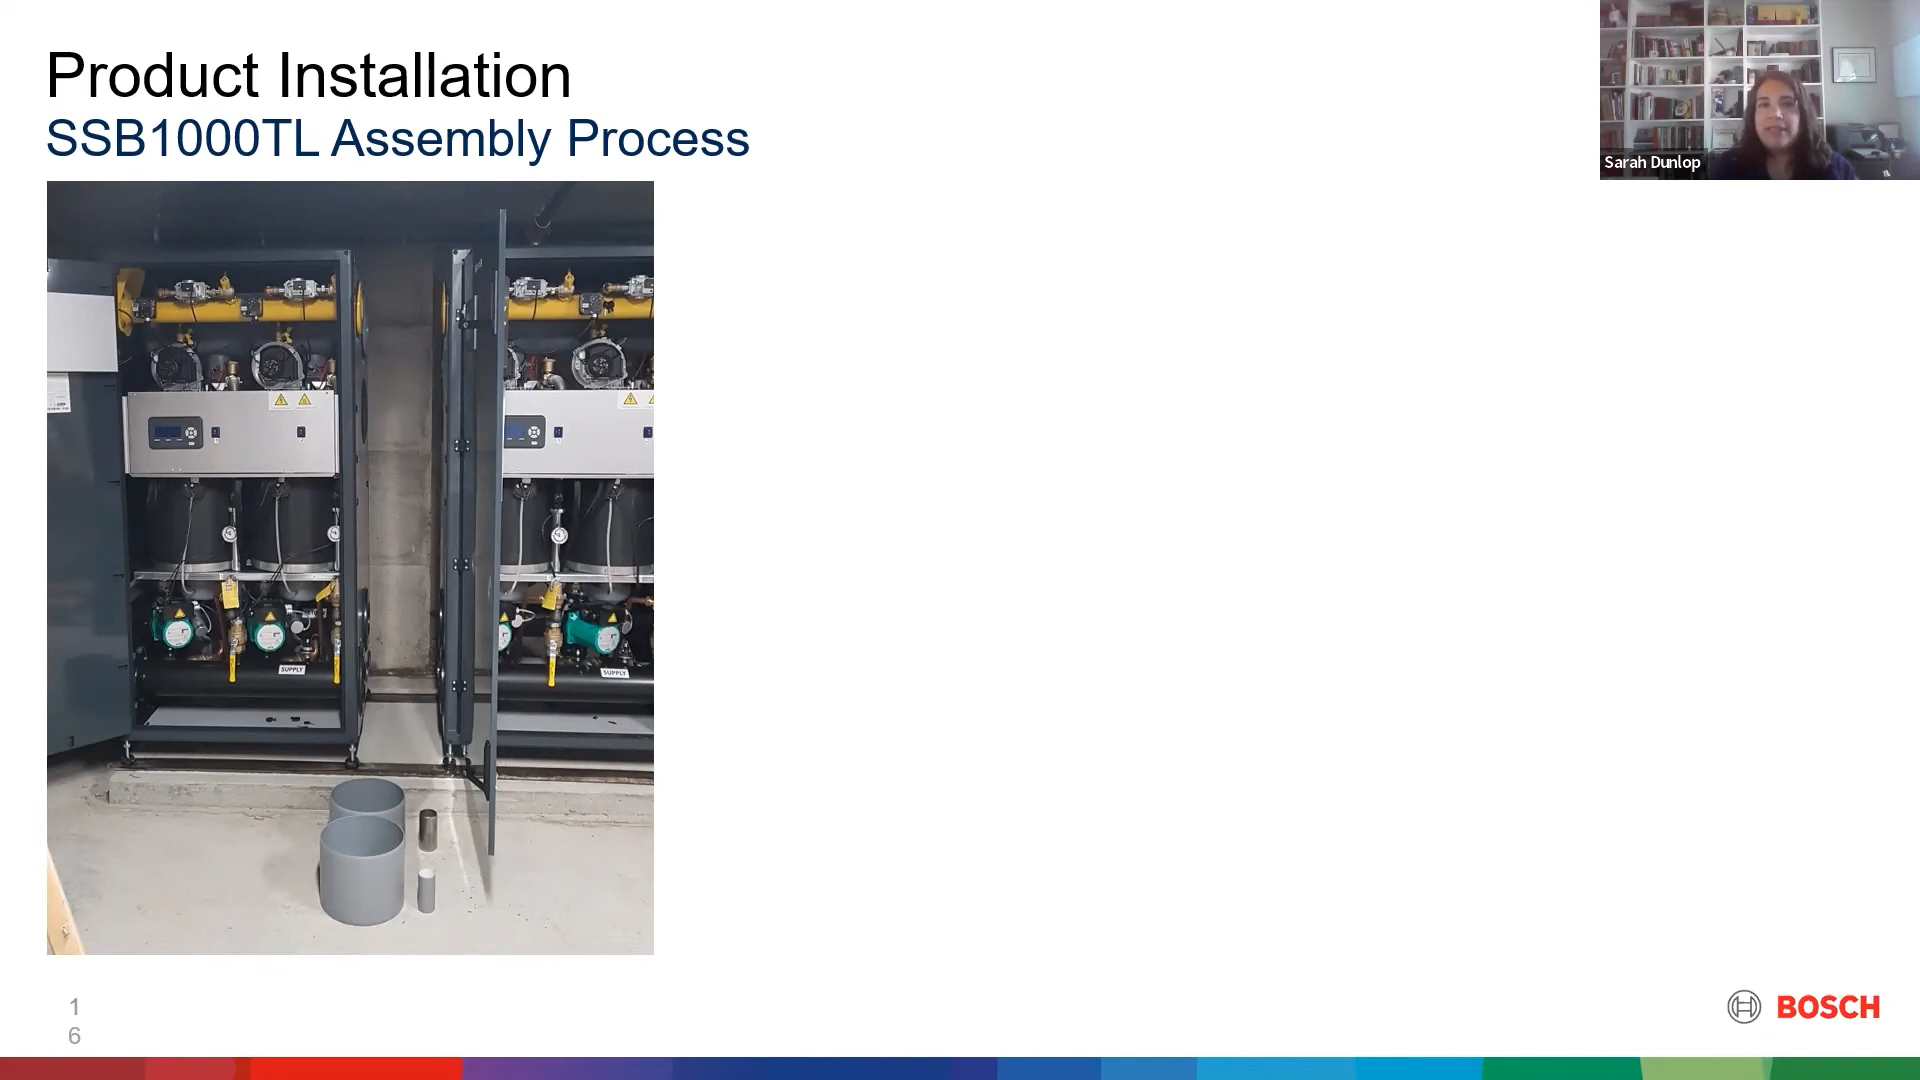 Product Installation
SSB1000TL Assembly Process
Sarah Dunlop
SUPPLY
SUPPLY
1
6
BOSCH